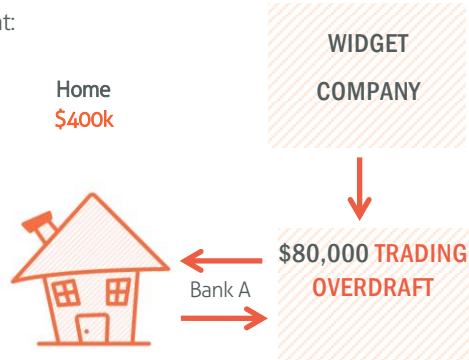 nt:
WIDGET
COMPANY
Home
$400k
$80,000 TRADING
OVERDRAFT
Bank A